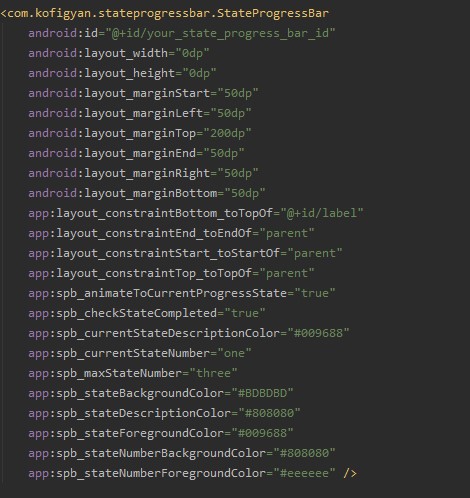 <com.kofigyan.stateprogressbar.StateProgressBar
android:id="@+id/your_state_progress_bar_id"
android:layout_width="0dp"
android:layout_height="0dp"
android:layout_marginStart="50dp"
android:layout_marginLeft="50dp"
android:layout_marginTop="200dp"
android:layout_marginEnd="50dp"
android:layout_marginRight="50dp"
android:layout_marginBottom="50dp"
app:layout_constraintBottom_toTopOf="@+id/label"
app:layout_constraintEnd_toEndOf="parent"
app:layout_constraintStart_toStartOf="parent"
app:layout_constraintTop_toTopOf="parent"
app:spb_animateToCurrentProgressState="true"
app:spb_checkStateCompleted="true"
app:spb_currentStateDescriptionColor="#009688"
app:spb_currentStateNumber="one"
app:spb_maxStateNumber="three"
app:spb_stateBackgroundColor="#BDBDBD"
app:spb_stateDescriptionColor="#808080"
app:spb_stateForegroundColor="#009688"
app:spb_stateNumberBackgroundColor="#808080"
app:spb_stateNumberForegroundColor="#eeeeee" />